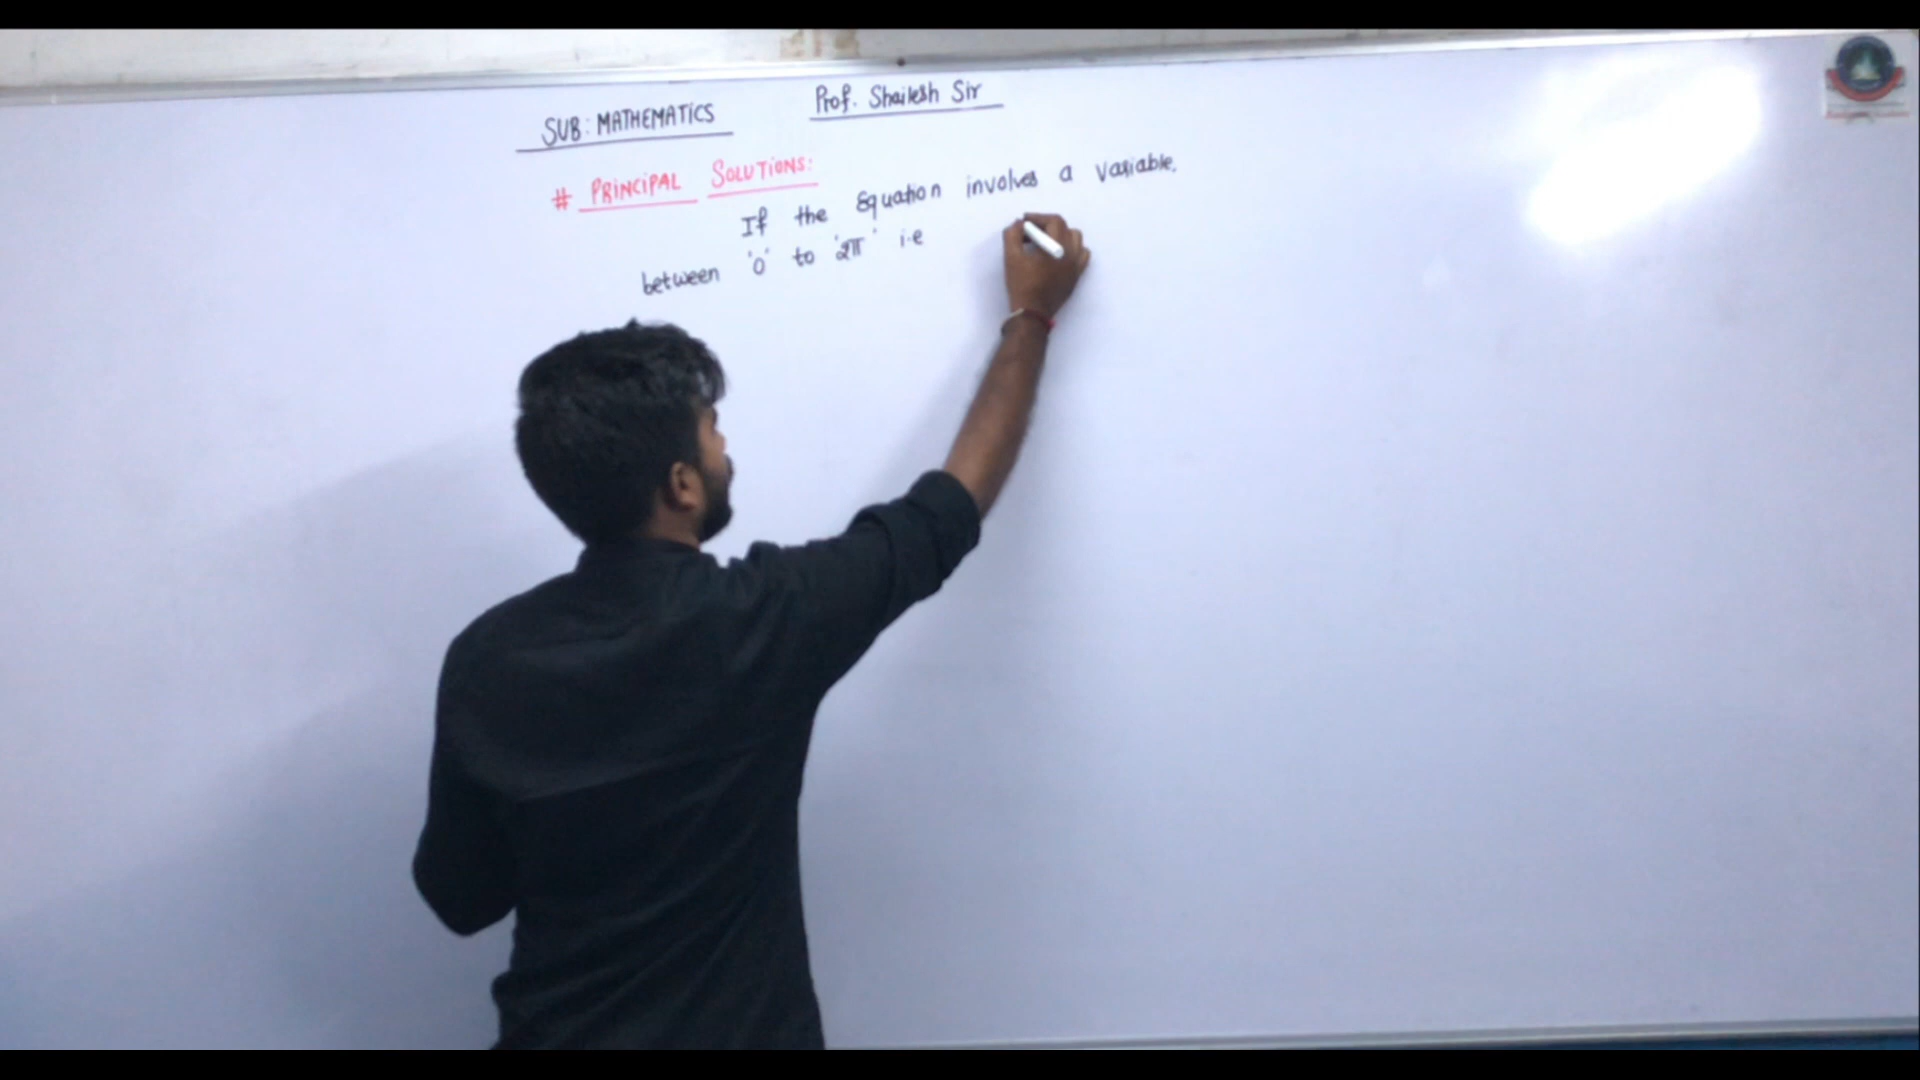 SUB: MATHEMATICS
Prof. Shailesh Sir
# PRINCIPAL SOLUTIONS:
If the Equation involves a variable.
between '0' to '2π' i.e